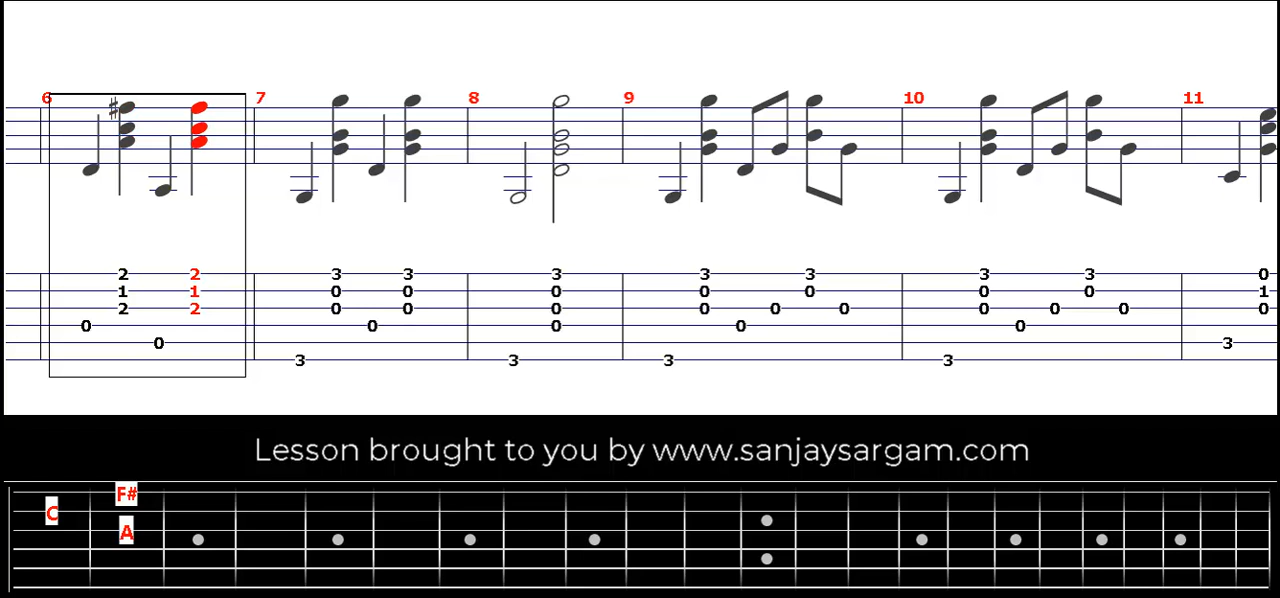 6 7 8 9 10 11
♯
2 2 3 3 3 3 3 3 3 0
1 1 0 0 0 0 0 0 0 1
2 2 0 0 0 0 0 0 0 0 0 0
0 0 0 0 0
0 3
3 3 3 3
Lesson brought to you by www.sanjaysargam.com
F#
C
A